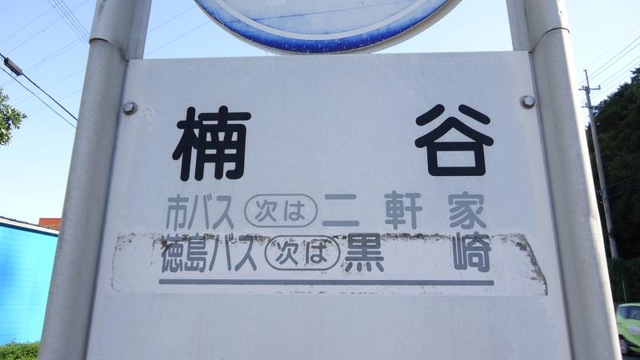 楠谷
市バス 次は 二軒家
徳島バス 次は 黒崎